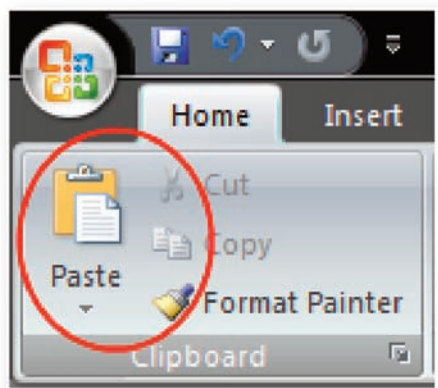 Home Insert
Cut
Copy
Paste
Format Painter
Clipboard